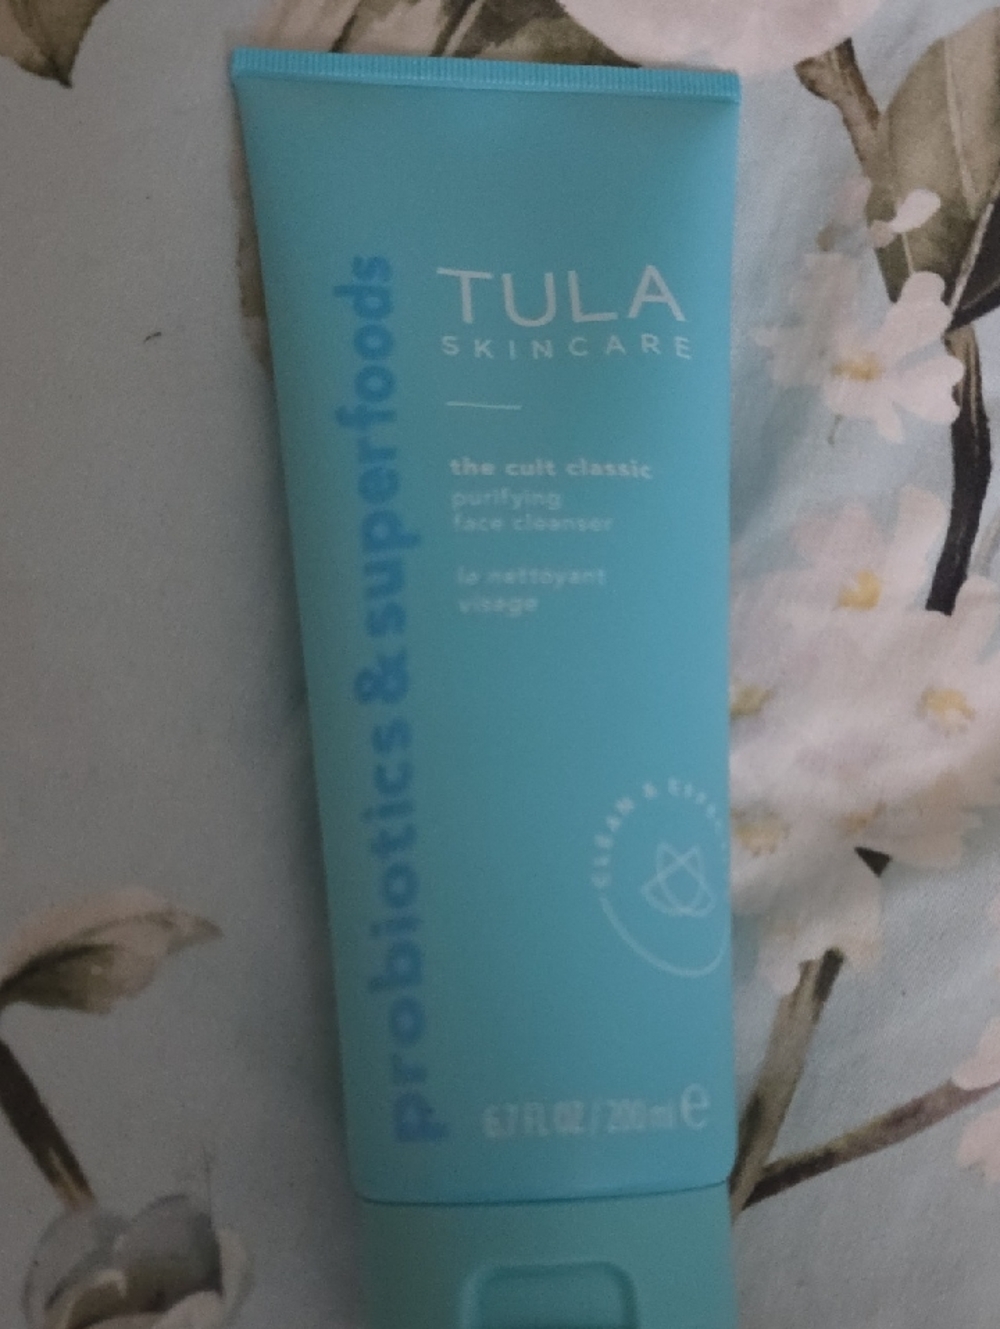 TULA
SKINCARE
the cult classic
purifying
face cleanser
le nettoyant
visage
probiotics & superfoods
CLEAN &
6.7 FL OZ / 200 ml e